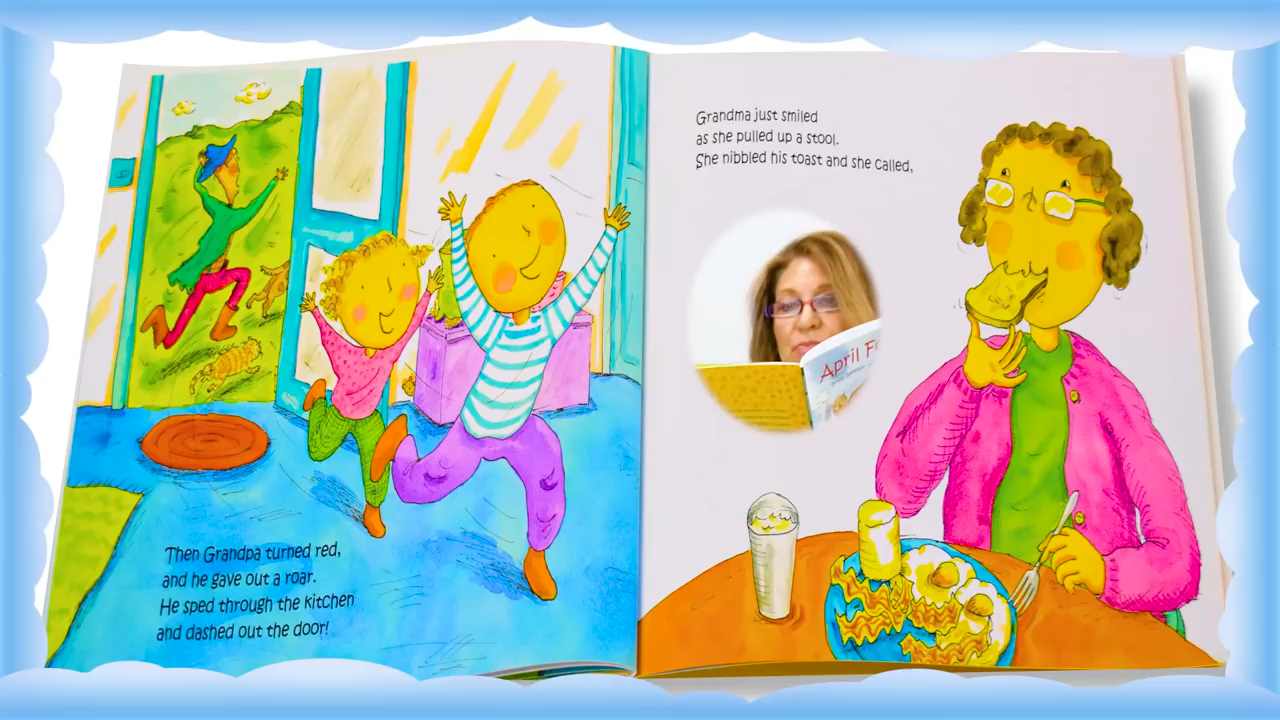 Then Grandpa turned red,
and he gave out a roar.
He sped through the kitchen
and dashed out the door!
Grandma just smiled
as she pulled up a stool.
She nibbled his toast and she called,
April